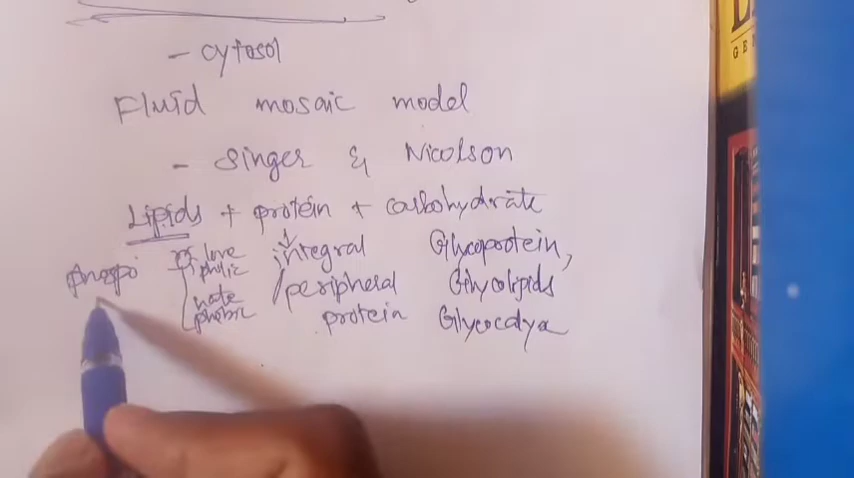 - cytosol
Fluid mosaic model
- Singer & Nicolson
Lipids + protein + carbohydrate
love integral Glycoprotein,
phospo philic peripheral Glycolipids
hate
phobic protein Glycocalyx